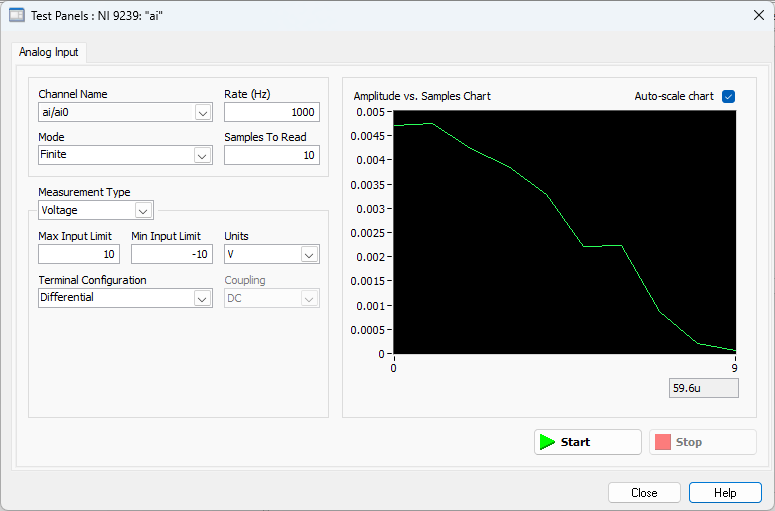 Test Panels : NI 9239: "ai"
Analog Input
Channel Name
Rate (Hz)
ai/ai0
1000
Mode
Samples To Read
Finite
10
Measurement Type
Voltage
Max Input Limit
Min Input Limit
Units
10
-10
V
Terminal Configuration
Coupling
Differential
DC
Amplitude vs. Samples Chart
Auto-scale chart
0.005
0.0045
0.004
0.0035
0.003
0.0025
0.002
0.0015
0.001
0.0005
0
0
9
59.6u
Start
Stop
Close
Help